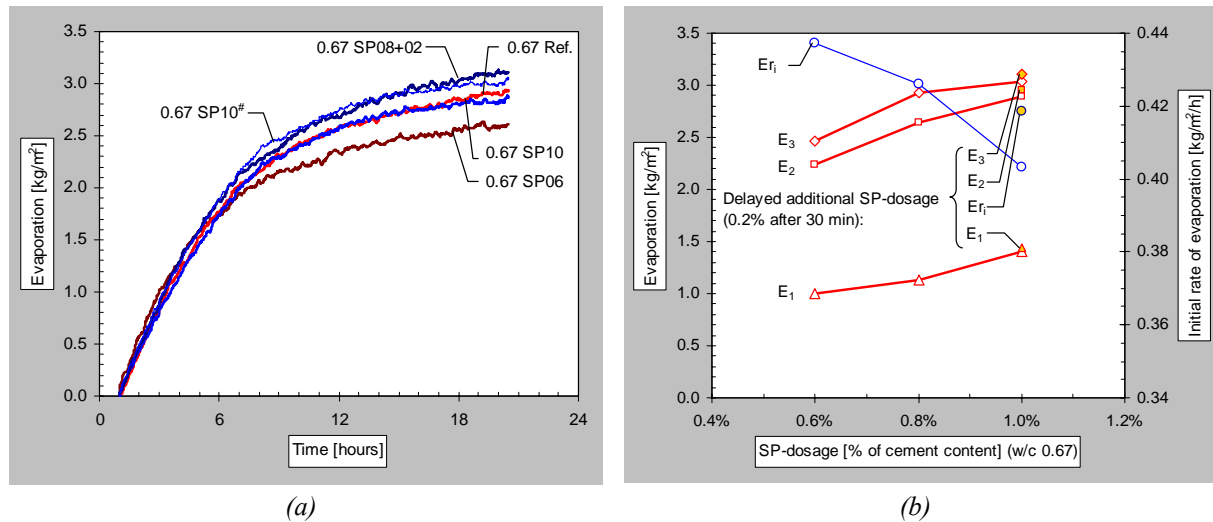 3.5
3.0
2.5
2.0
1.5
1.0
0.5
0.0
Evaporation [kg/m²]
0.67 SP08+02
0.67 Ref.
0.67 SP10#
0.67 SP10
0.67 SP06
0 6 12 18 24
Time [hours]
(a)
3.5
3.0
2.5
2.0
1.5
1.0
0.5
0.0
Evaporation [kg/m²]
Eri
E3
E2
Delayed additional SP-dosage
(0.2% after 30 min):
E3
E2
Eri
E1
E1
0.44
0.42
0.40
0.38
0.36
0.34
Initial rate of evaporation [kg/m²/h]
0.4% 0.6% 0.8% 1.0% 1.2%
SP-dosage [% of cement content] (w/c 0.67)
(b)